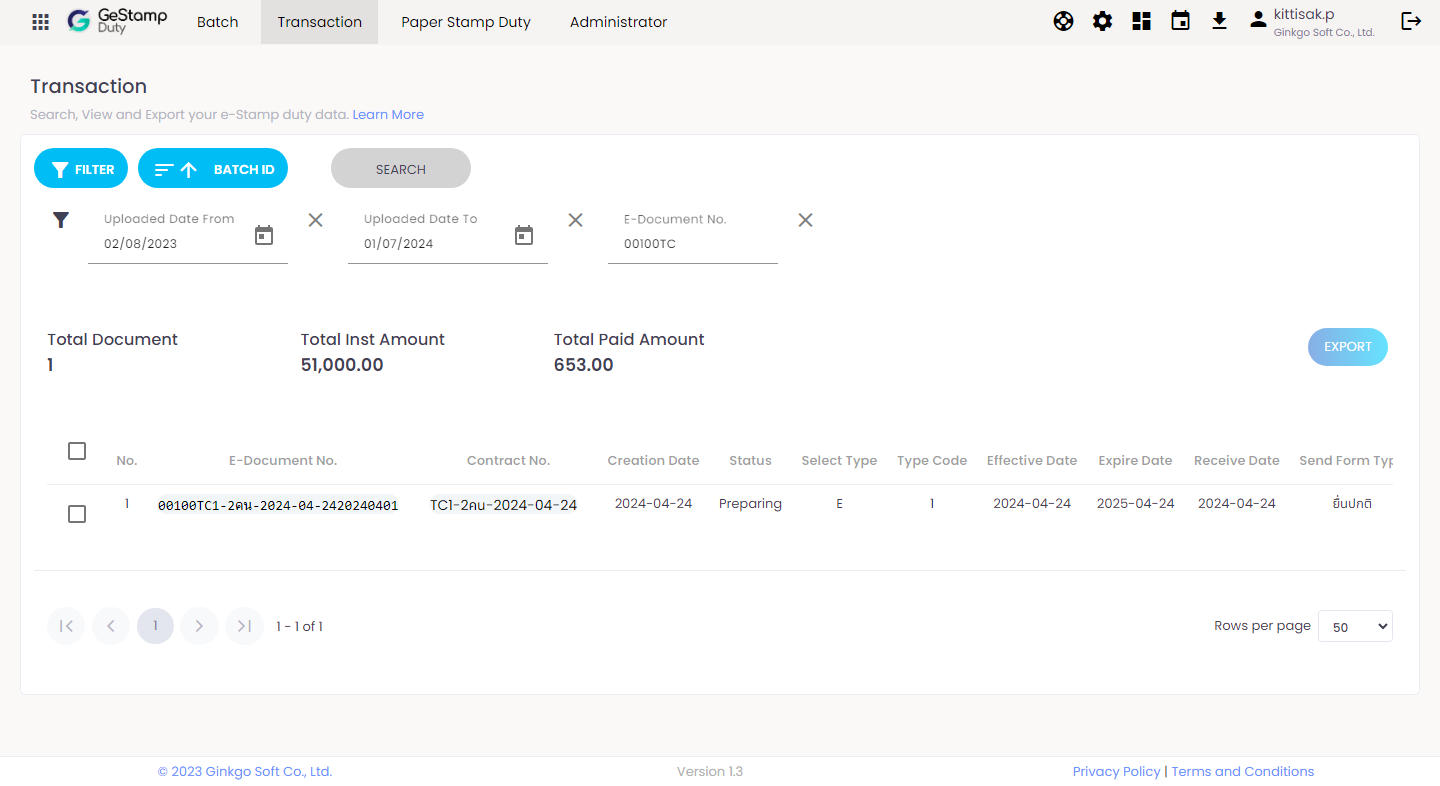 GeStamp
Duty
Batch
Transaction
Paper Stamp Duty
Administrator
kittisak.p
Ginkgo Soft Co., Ltd.
Transaction
Search, View and Export your e-Stamp duty data. Learn More
FILTER
BATCH ID
SEARCH
Uploaded Date From
02/08/2023
Uploaded Date To
01/07/2024
E-Document No.
00100TC
Total Document
1
Total Inst Amount
51,000.00
Total Paid Amount
653.00
EXPORT
No. E-Document No. Contract No. Creation Date Status Select Type Type Code Effective Date Expire Date Receive Date Send Form Typ
1 00100TC1-2คน-2024-04-2420240401 TC1-2คน-2024-04-24 2024-04-24 Preparing E 1 2024-04-24 2025-04-24 2024-04-24 ยื่นปกติ
1
1 - 1 of 1
Rows per page 50
© 2023 Ginkgo Soft Co., Ltd.
Version 1.3
Privacy Policy | Terms and Conditions